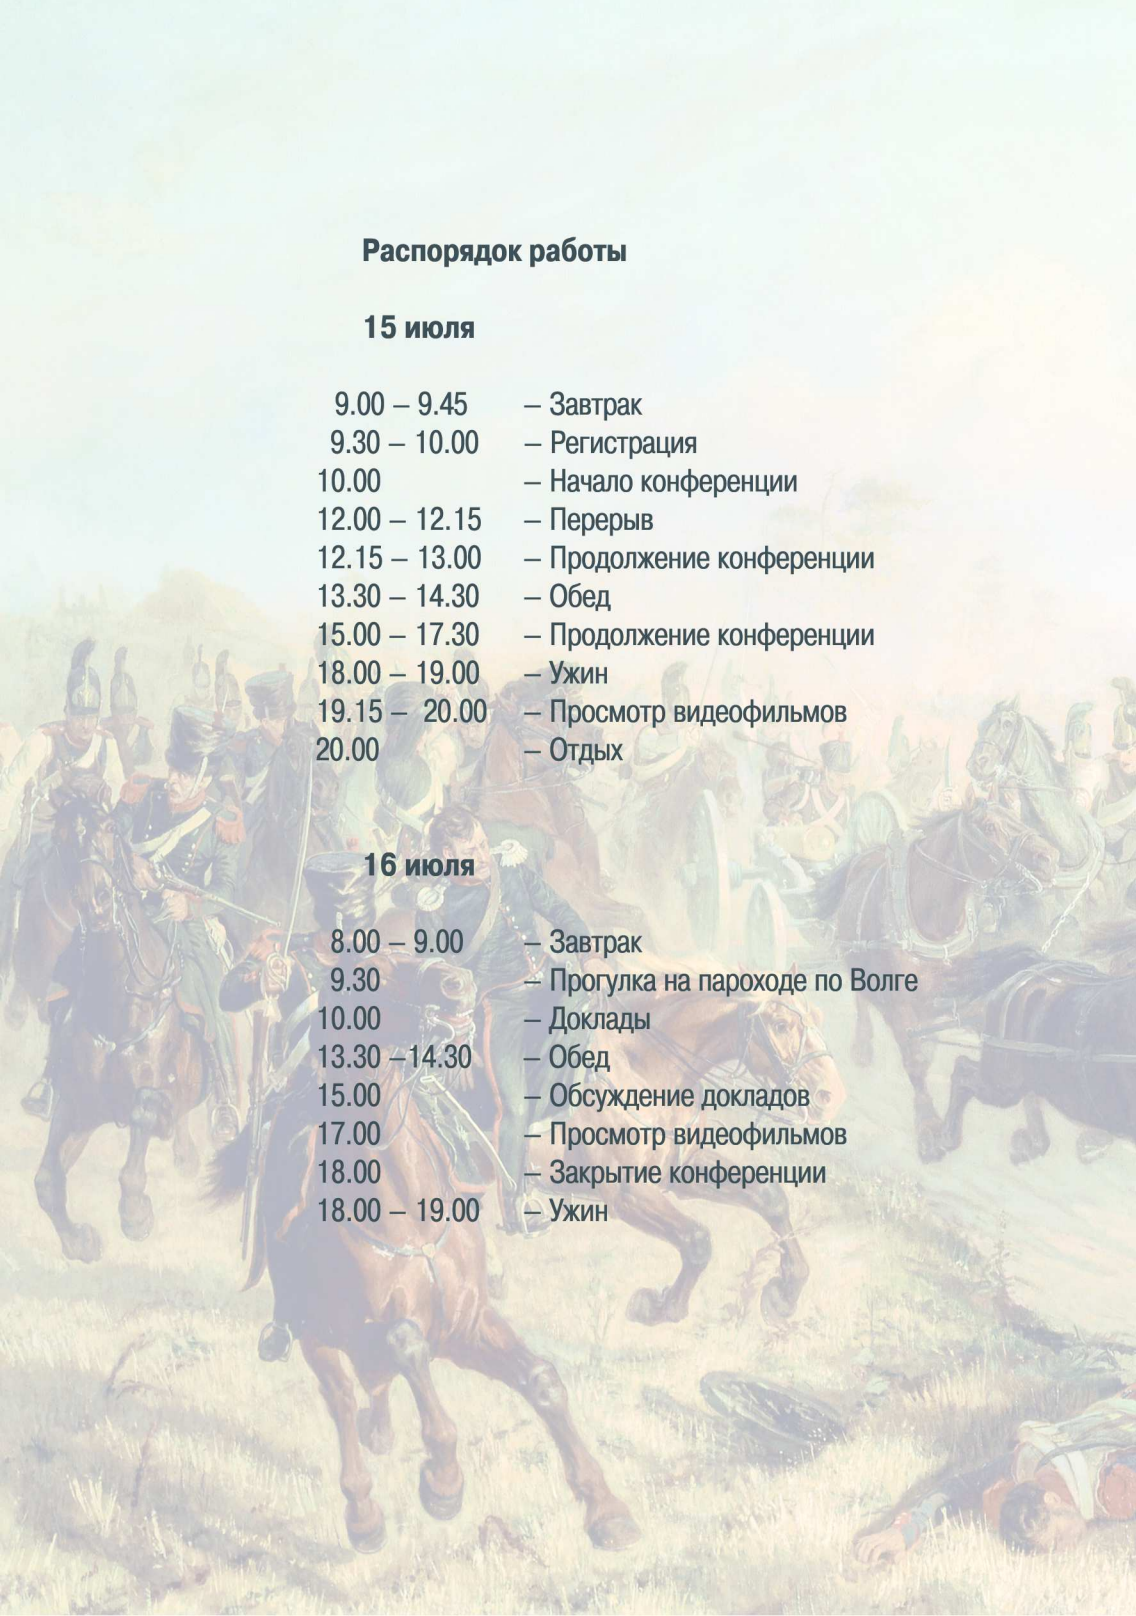 Распорядок работы
15 июля
9.00 – 9.45 – Завтрак
9.30 – 10.00 – Регистрация
10.00 – Начало конференции
12.00 – 12.15 – Перерыв
12.15 – 13.00 – Продолжение конференции
13.30 – 14.30 – Обед
15.00 – 17.30 – Продолжение конференции
18.00 – 19.00 – Ужин
19.15 – 20.00 – Просмотр видеофильмов
20.00 – Отдых
16 июля
8.00 – 9.00 – Завтрак
9.30 – Прогулка на пароходе по Волге
10.00 – Доклады
13.30 –14.30 – Обед
15.00 – Обсуждение докладов
17.00 – Просмотр видеофильмов
18.00 – Закрытие конференции
18.00 – 19.00 – Ужин